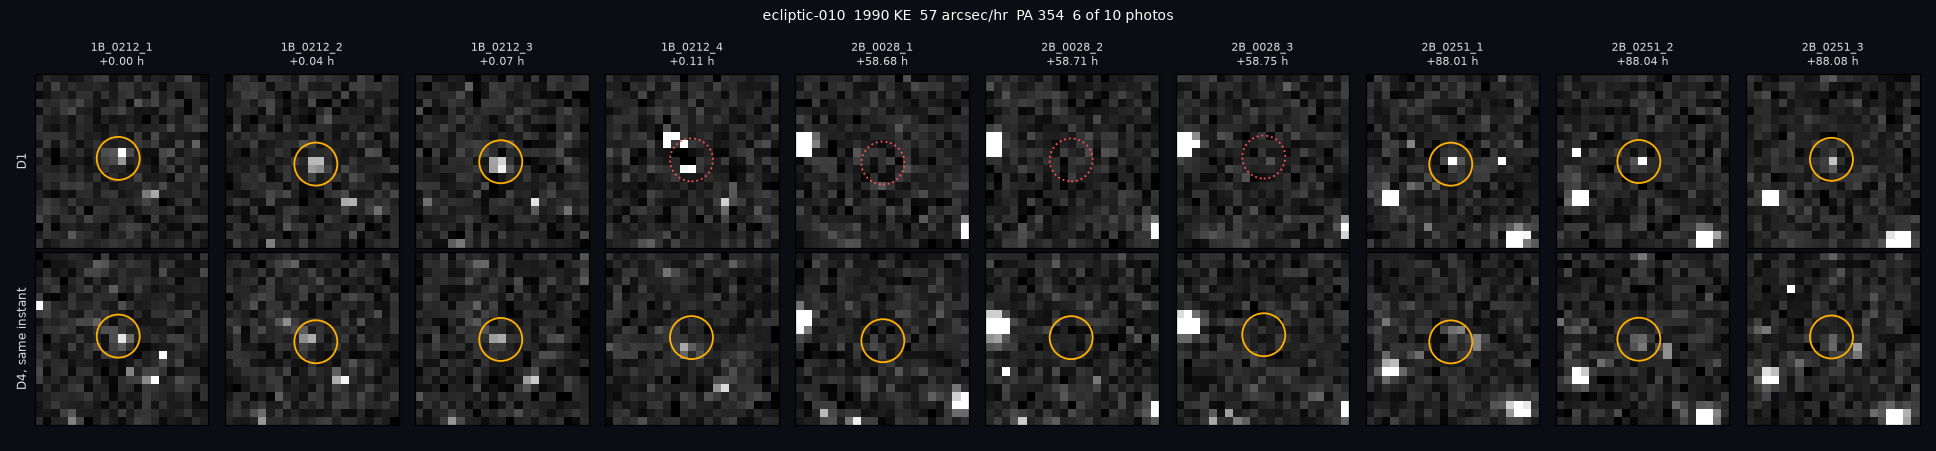 ecliptic-010  1990 KE  57 arcsec/hr  PA 354  6 of 10 photos
1B_0212_1
+0.00 h
1B_0212_2
+0.04 h
1B_0212_3
+0.07 h
1B_0212_4
+0.11 h
2B_0028_1
+58.68 h
2B_0028_2
+58.71 h
2B_0028_3
+58.75 h
2B_0251_1
+88.01 h
2B_0251_2
+88.04 h
2B_0251_3
+88.08 h
D1
D4, same instant